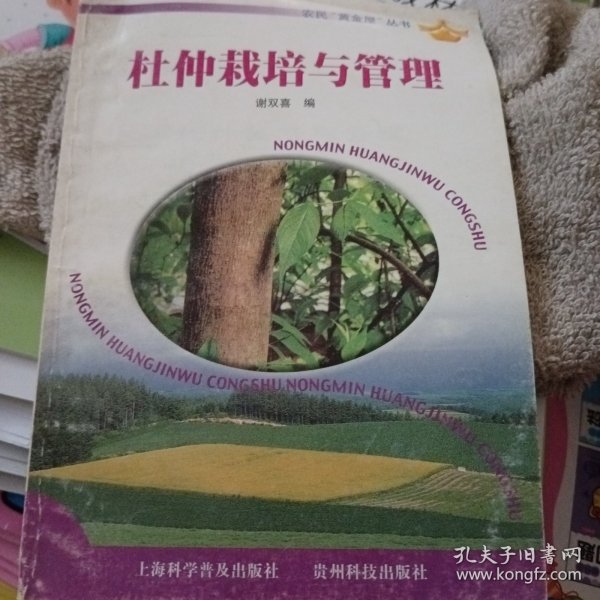 农民“黄金屋”丛书
杜仲栽培与管理
谢双喜 编
NONGMIN HUANGJINWU CONGSHU
NONGMIN HUANGJINWU CONGSHU NONGMIN HUANGJINWU CONGSHU
上海科学普及出版社 贵州科技出版社
孔夫子旧书网
www.kongfz.com